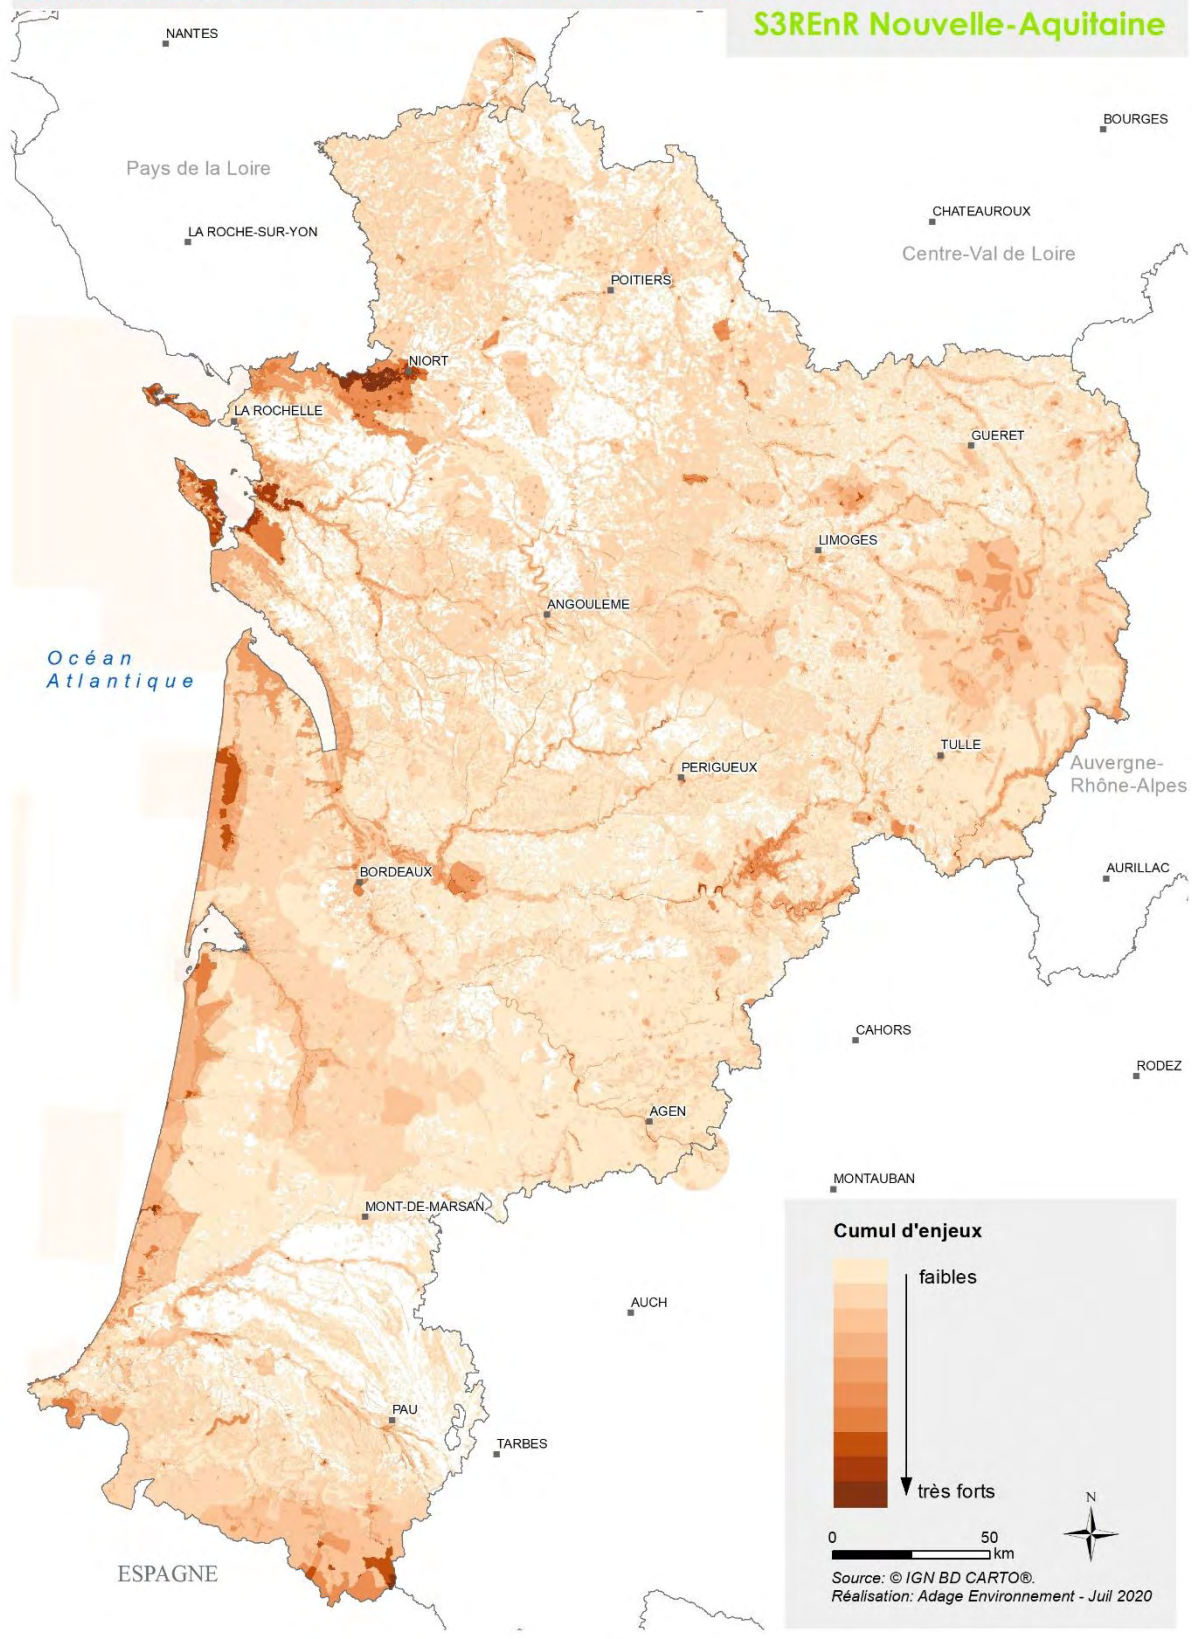 S3REnR Nouvelle-Aquitaine
NANTES
BOURGES
Pays de la Loire
CHATEAUROUX
LA ROCHE-SUR-YON
Centre-Val de Loire
POITIERS
NIORT
LA ROCHELLE
GUERET
LIMOGES
ANGOULEME
Océan
Atlantique
TULLE
PERIGUEUX
Auvergne-
Rhône-Alpes
BORDEAUX
AURILLAC
CAHORS
RODEZ
AGEN
MONTAUBAN
MONT-DE-MARSAN
Cumul d'enjeux
faibles
AUCH
PAU
TARBES
très forts
N
0 50
km
ESPAGNE
Source: © IGN BD CARTO®.
Réalisation: Adage Environnement - Juil 2020